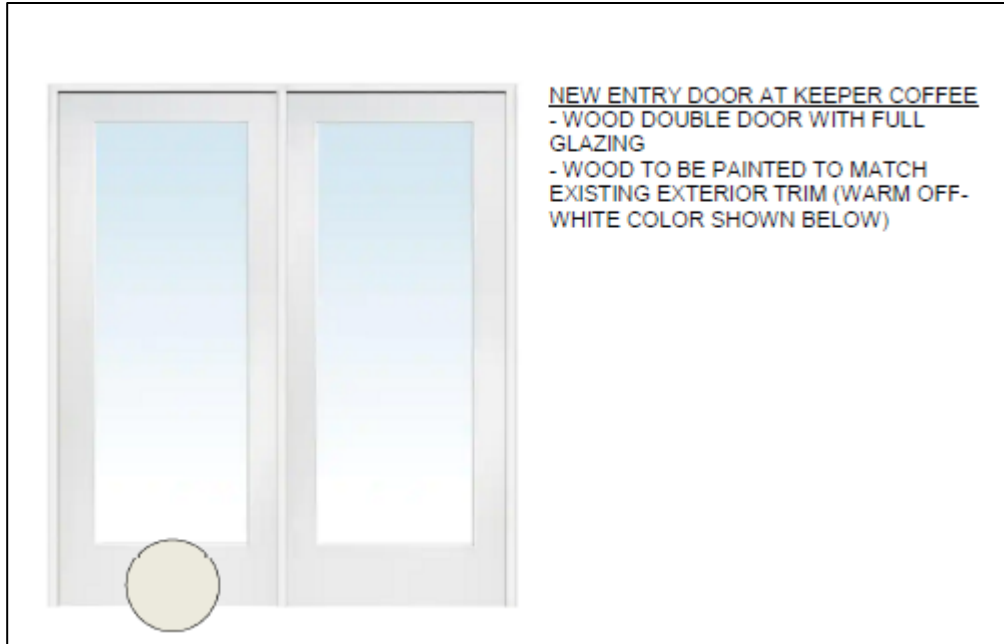 NEW ENTRY DOOR AT KEEPER COFFEE
- WOOD DOUBLE DOOR WITH FULL
GLAZING
- WOOD TO BE PAINTED TO MATCH
EXISTING EXTERIOR TRIM (WARM OFF-
WHITE COLOR SHOWN BELOW)